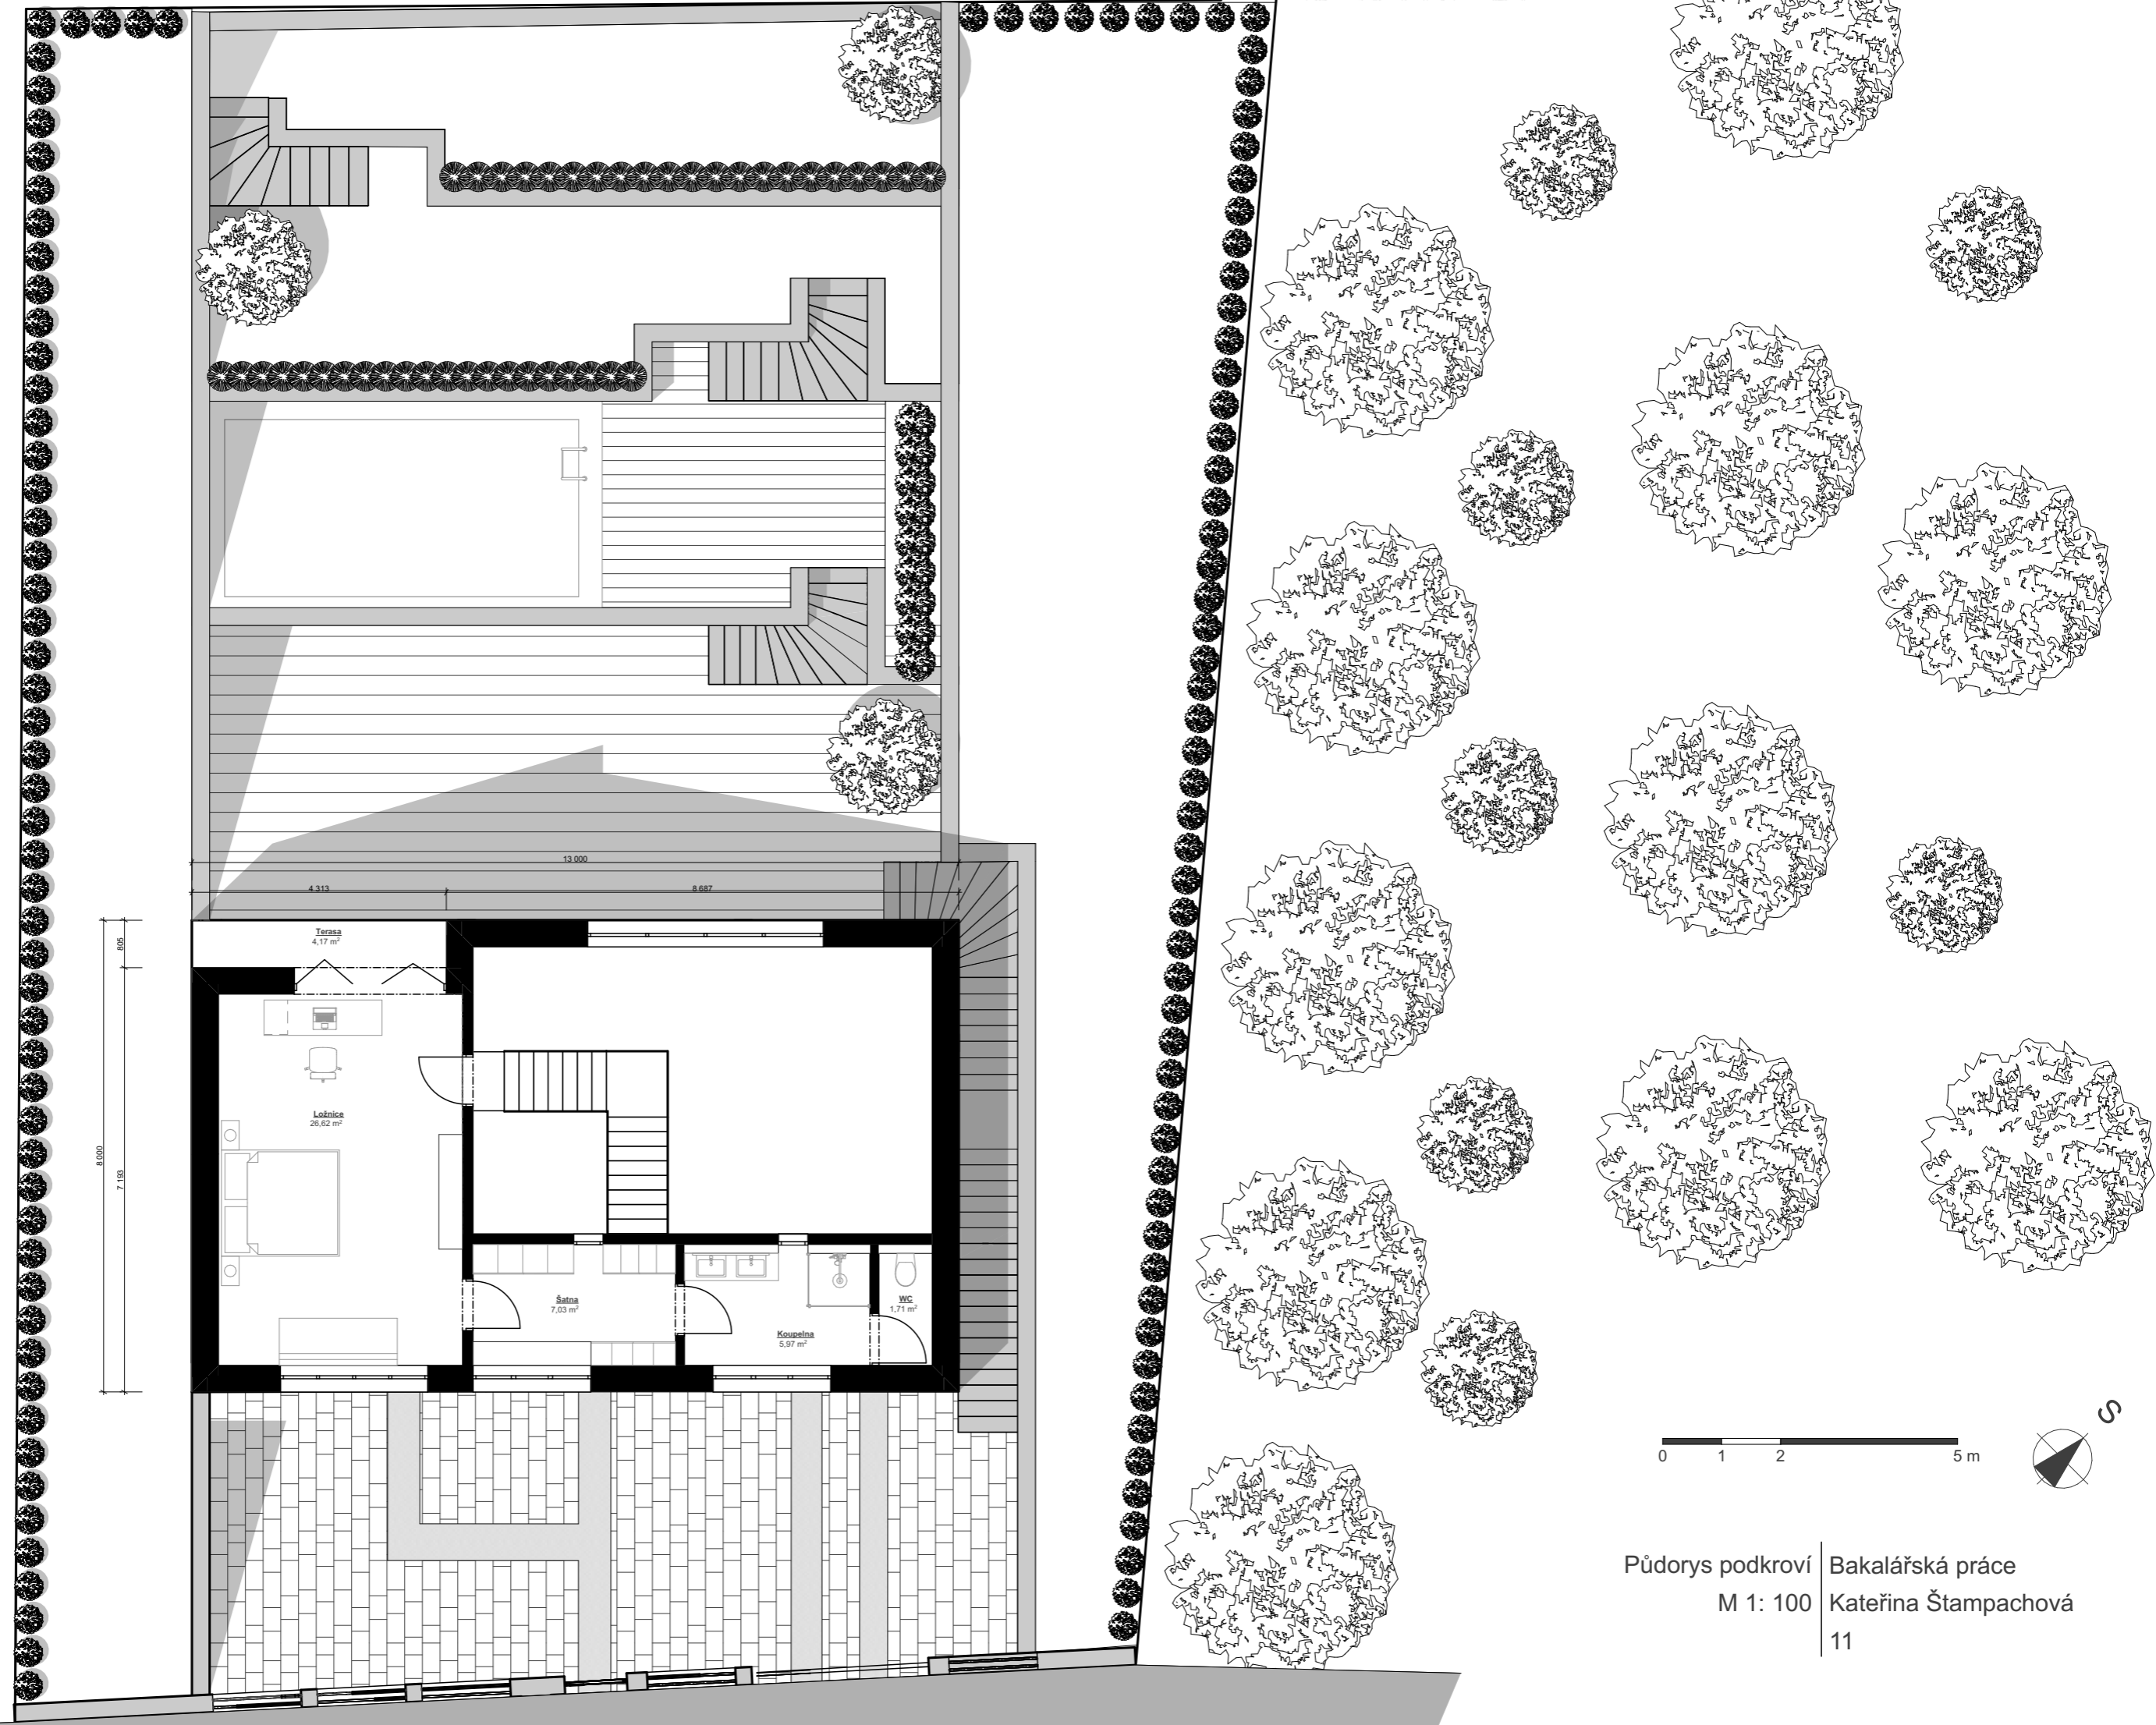 13 000
4 313
8 687
Terasa
4,17 m²
805
8 000
7 193
Ložnice
26,62 m²
Šatna
7,03 m²
WC
1,71 m²
Koupelna
5,97 m²
S
0 1 2 5 m
Půdorys podkroví
M 1: 100
Bakalářská práce
Kateřina Štampachová
11